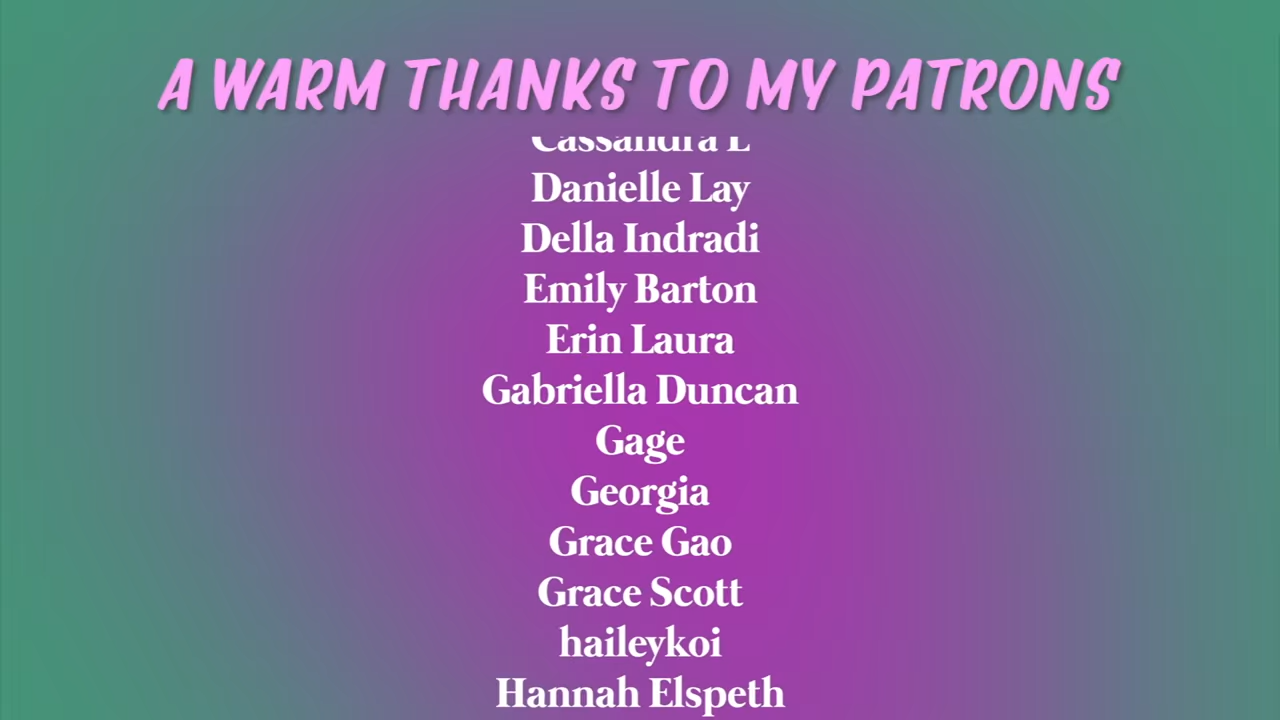 A WARM THANKS TO MY PATRONS
Cassandra L
Danielle Lay
Della Indradi
Emily Barton
Erin Laura
Gabriella Duncan
Gage
Georgia
Grace Gao
Grace Scott
haileykoi
Hannah Elspeth